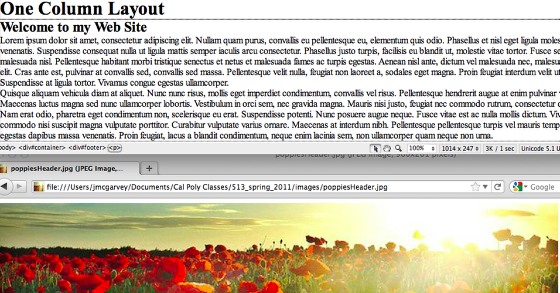 One Column Layout
Welcome to my Web Site
Lorem ipsum dolor sit amet, consectetur adipiscing elit. Nullam quam purus, convallis eu pellentesque eu, elementum quis odio. Phasellus et nisl eget ligula moles
venenatis. Suspendisse consequat nulla ut ligula mattis semper iaculis arcu consectetur. Phasellus justo turpis, facilisis eu blandit ut, molestie vitae tortor. Fusce se
malesuada nisl. Pellentesque habitant morbi tristique senectus et netus et malesuada fames ac turpis egestas. Aenean nisl ante, dictum vel malesuada nec, malesu
elit. Cras ante est, pulvinar at convallis sed, convallis sed massa. Pellentesque velit nulla, feugiat non laoreet a, sodales eget magna. Proin feugiat interdum velit ut
Suspendisse at ligula tortor. Vivamus congue egestas ullamcorper.
Quisque aliquam vehicula diam at aliquet. Nunc nunc risus, mollis eget imperdiet condimentum, convallis vel risus. Pellentesque hendrerit augue at enim pulvinar v
Maecenas luctus magna sed nunc ullamcorper lobortis. Vestibulum in orci sem, nec gravida magna. Mauris nisi justo, feugiat nec commodo rutrum, consectetur e
Nam erat odio, pharetra eget condimentum non, scelerisque eu erat. Suspendisse potenti. Nunc posuere augue neque. Fusce vitae est ac nulla mollis dictum. Viv
commodo nisi suscipit magna vulputate porttitor. Curabitur vulputate varius ornare. Maecenas at interdum nibh. Pellentesque pellentesque turpis vel mauris temp
egestas dapibus massa venenatis. Proin feugiat, lacus a blandit condimentum, neque enim lacinia sem, non ullamcorper quam neque non urna.
body> <div#container> <div#footer> <p> 100% 1014 x 247 3K / 1 sec Unicode 5.1 U
poppiesHeader.jpg (JPEG Image, 
poppiesHeader.jpg (JPEG Image,... +
file:///Users/jmcgarvey/Documents/Cal Poly Classes/513_spring_2011/images/poppiesHeader.jpg Google